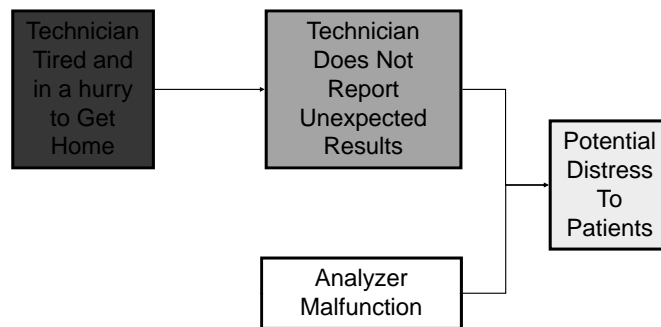 Technician
Tired and
in a hurry
to Get
Home
Technician
Does Not
Report
Unexpected
Results
Potential
Distress
To
Patients
Analyzer
Malfunction